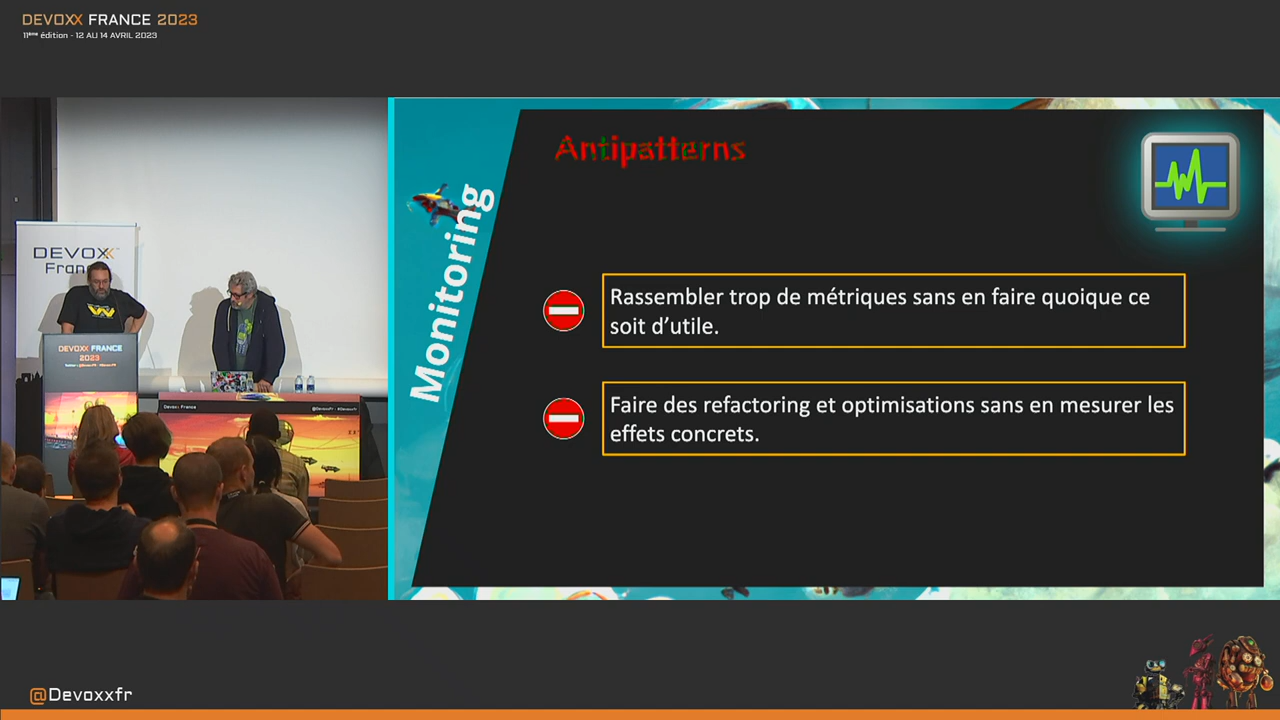 DEVOXX FRANCE 2023
11ème édition - 12 AU 14 AVRIL 2023
Antipatterns
Monitoring
Rassembler trop de métriques sans en faire quoique ce
soit d'utile.
Faire des refactoring et optimisations sans en mesurer les
effets concrets.
DEVOXX
France
DEVOXX FRANCE
2023
Devoxx France
@Devoxxfr